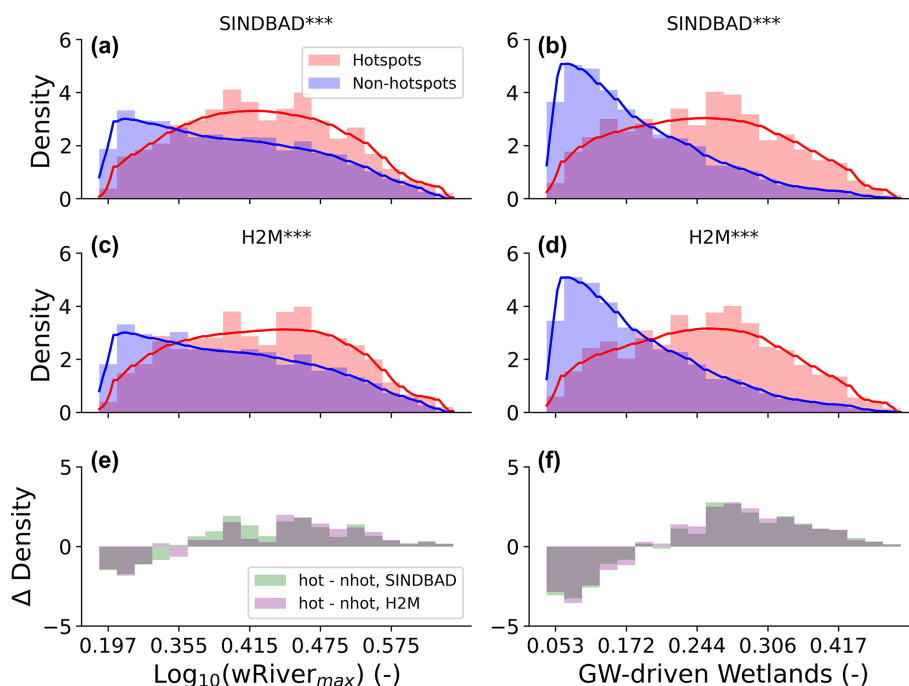 SINDBAD***
SINDBAD***
(a)
(b)
6
4
2
0
Density
Hotspots
Non-hotspots
6
4
2
0
Density
H2M***
H2M***
(c)
(d)
6
4
2
0
Density
6
4
2
0
(e)
(f)
5
0
−5
Δ Density
hot - nhot, SINDBAD
hot - nhot, H2M
5
0
−5
0.197 0.355 0.415 0.475 0.575
0.053 0.172 0.244 0.306 0.417
Log₁₀(wRiverₘₐₓ) (-)
GW-driven Wetlands (-)